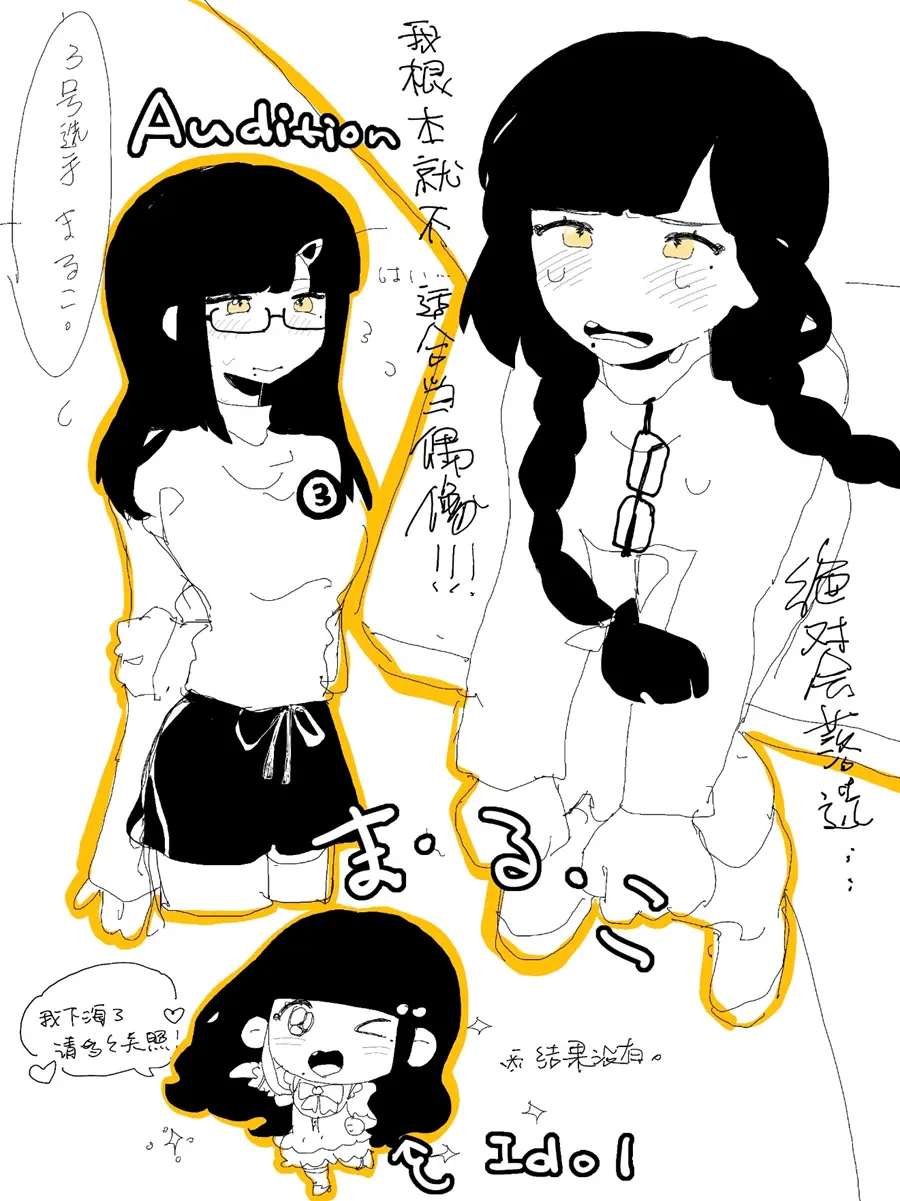 3号选手 まるこ。
Audition
我根本就不适合当偶像!!!
はい...
3
绝对会落选...
ま・る・こ
我下海了
请多多关照!
※结果没有。
Idol